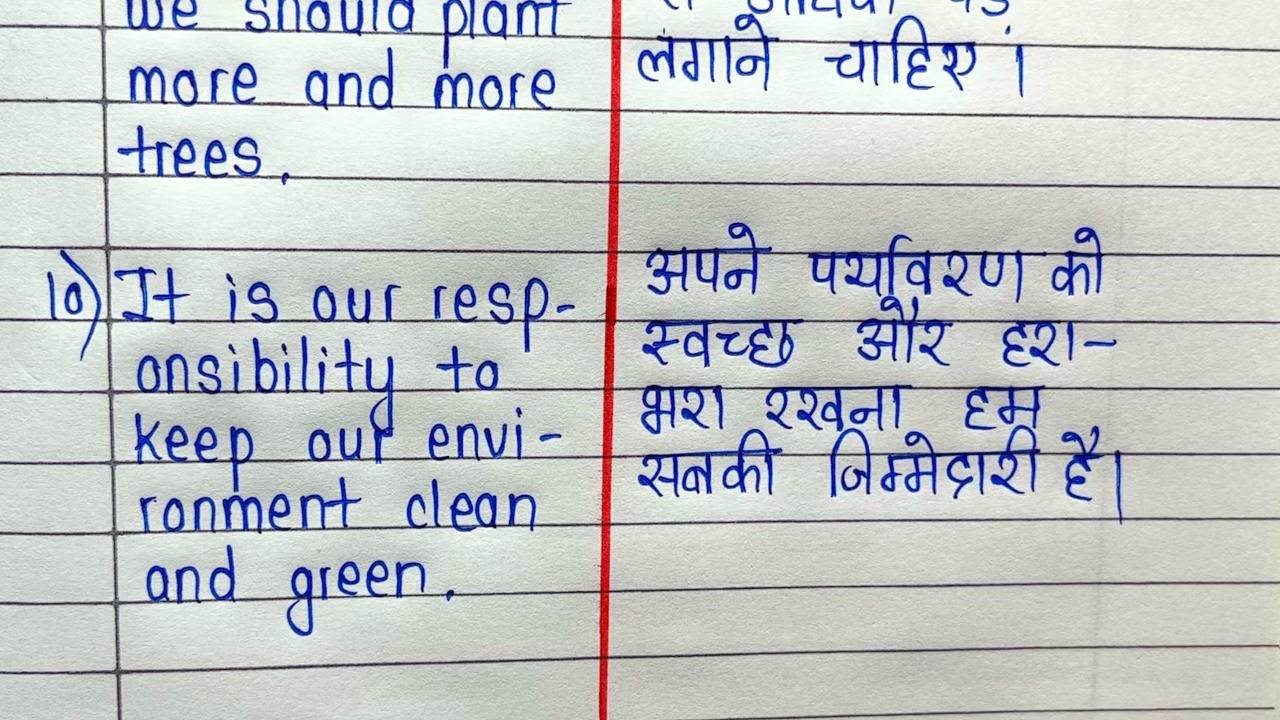 we should plant
more and more
trees.
लगाने चाहिए।
10) It is our resp-
onsibility to
keep our envi-
ronment clean
and green.
अपने पर्यावरण को
स्वच्छ और हरा-
भरा रखना हम
सबकी जिम्मेदारी है।